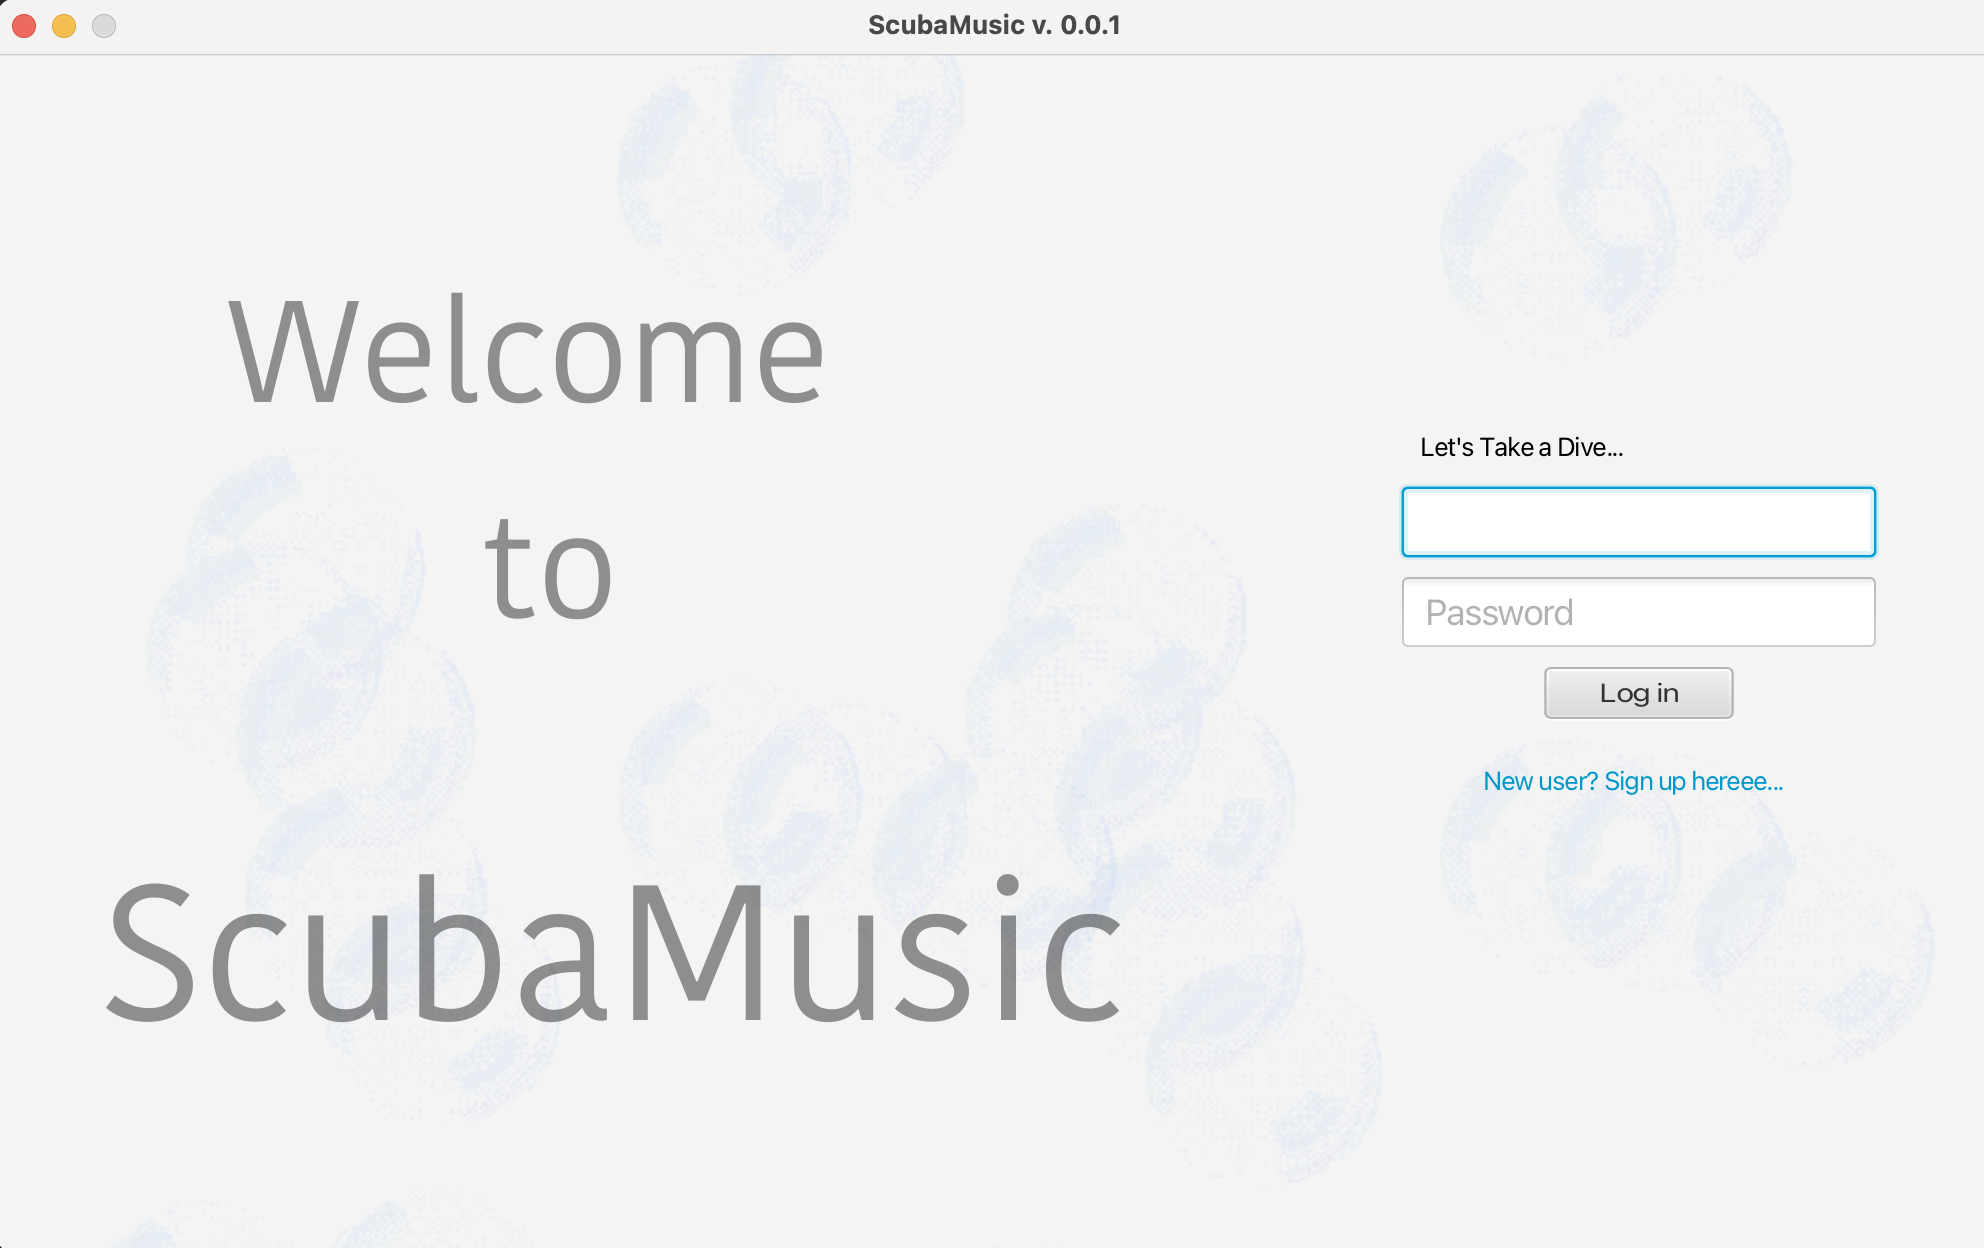 ScubaMusic v. 0.0.1
Welcome
to
ScubaMusic
Let's Take a Dive...
Password
Log in
New user? Sign up hereee...